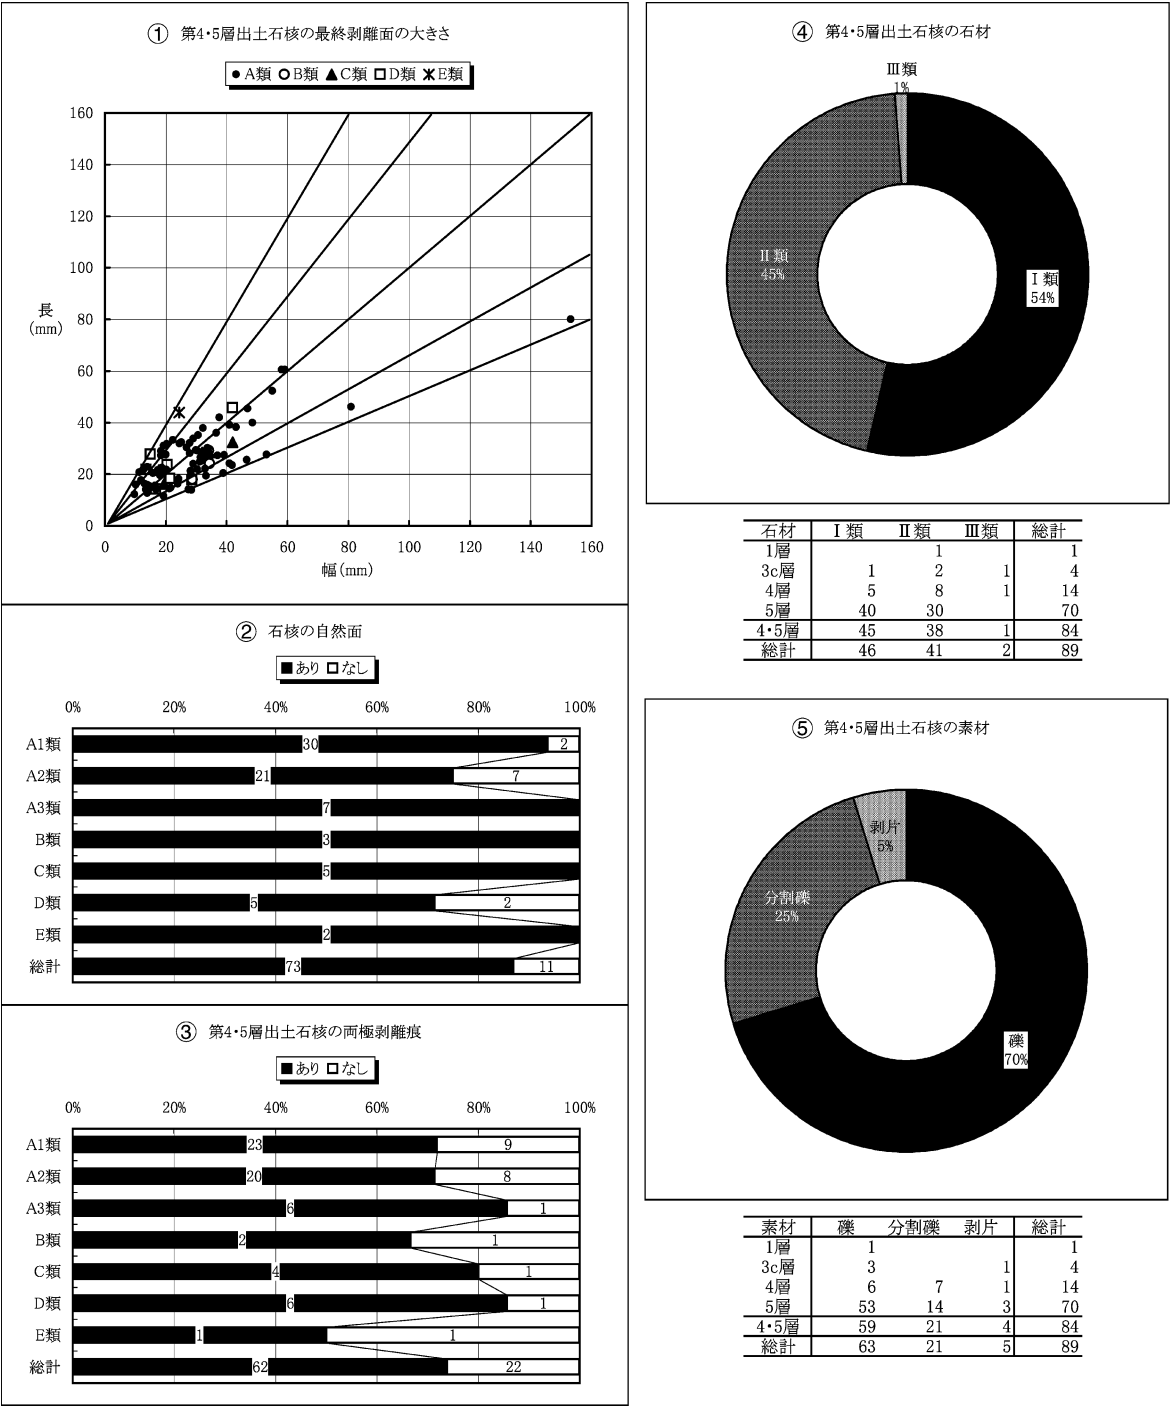 ① 第4・5層出土石核の最終剥離面の大きさ
●A類 ○B類 ▲C類 □D類 ✳E類
160
140
120
100
80
60
40
20
0
長
(mm)
0 20 40 60 80 100 120 140 160
幅(mm)
② 石核の自然面
■あり □なし
0% 20% 40% 60% 80% 100%
A1類 30 2
A2類 21 7
A3類 7
B類 3
C類 5
D類 5 2
E類 2
総計 73 11
③ 第4・5層出土石核の両極剥離痕
■あり □なし
0% 20% 40% 60% 80% 100%
A1類 23 9
A2類 20 8
A3類 6 1
B類 2 1
C類 4 1
D類 6 1
E類 1 1
総計 62 22
④ 第4・5層出土石核の石材
Ⅲ類
1%
Ⅱ類
45%
Ⅰ類
54%
石材 Ⅰ類 Ⅱ類 Ⅲ類 総計
1層 1 1
3c層 1 2 1 4
4層 5 8 1 14
5層 40 30 70
4・5層 45 38 1 84
総計 46 41 2 89
⑤ 第4・5層出土石核の素材
剥片
5%
分割礫
25%
礫
70%
素材 礫 分割礫 剥片 総計
1層 1 1
3c層 3 1 4
4層 6 7 1 14
5層 53 14 3 70
4・5層 59 21 4 84
総計 63 21 5 89